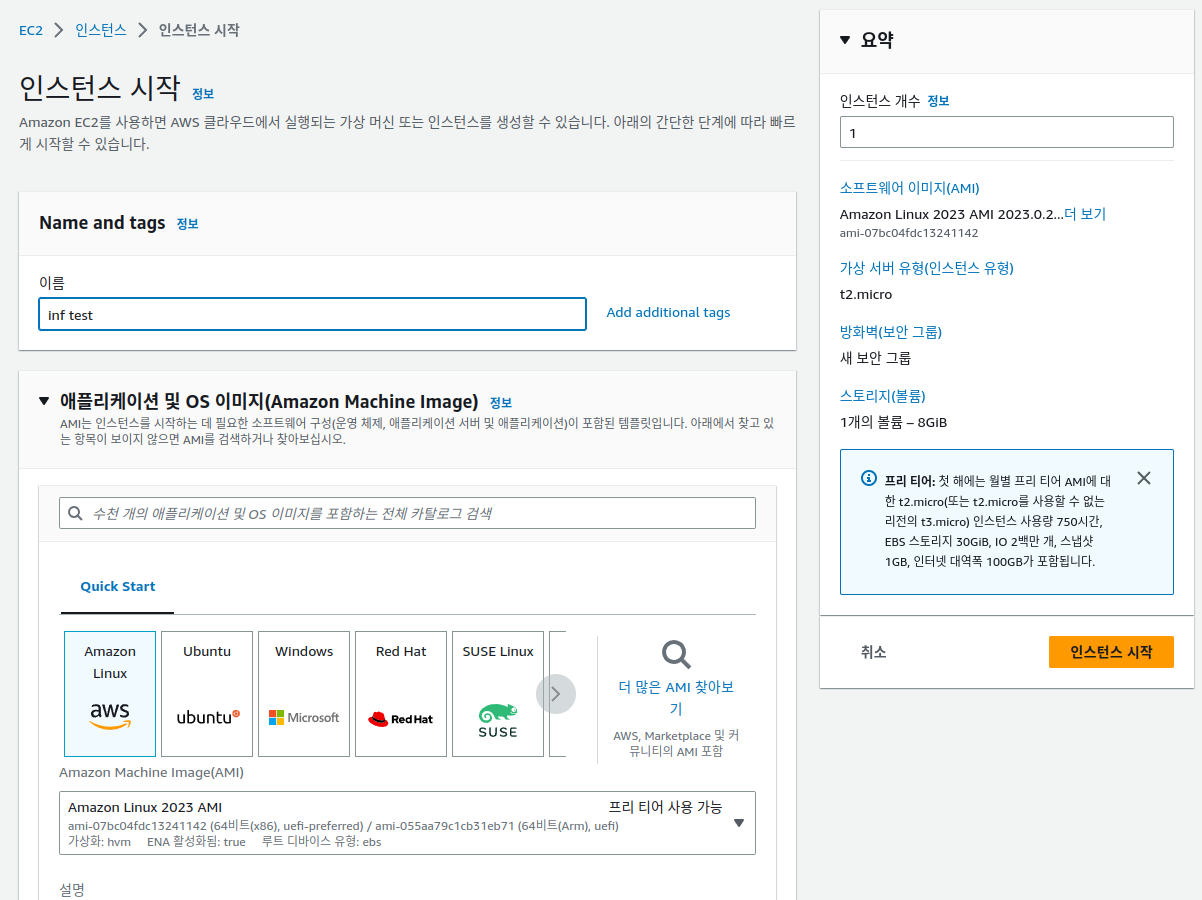 EC2 > 인스턴스 > 인스턴스 시작
인스턴스 시작 정보
Amazon EC2를 사용하면 AWS 클라우드에서 실행되는 가상 머신 또는 인스턴스를 생성할 수 있습니다. 아래의 간단한 단계에 따라 빠르
게 시작할 수 있습니다.
Name and tags 정보
이름
inf test
Add additional tags
애플리케이션 및 OS 이미지(Amazon Machine Image) 정보
AMI는 인스턴스를 시작하는 데 필요한 소프트웨어 구성(운영 체제, 애플리케이션 서버 및 애플리케이션)이 포함된 템플릿입니다. 아래에서 찾고 있
는 항목이 보이지 않으면 AMI를 검색하거나 찾아보십시오.
수천 개의 애플리케이션 및 OS 이미지를 포함하는 전체 카탈로그 검색
Quick Start
Amazon
Linux
aws
Ubuntu
ubuntu
Windows
Microsoft
Red Hat
Red Hat
SUSE Linux
SUSE
더 많은 AMI 찾아보
기
AWS, Marketplace 및 커
뮤니티의 AMI 포함
Amazon Machine Image(AMI)
Amazon Linux 2023 AMI 프리 티어 사용 가능
ami-07bc04fdc13241142 (64비트(x86), uefi-preferred) / ami-055aa79c1cb31eb71 (64비트(Arm), uefi)
가상화: hvm ENA 활성화됨: true 루트 디바이스 유형: ebs
설명
요약
인스턴스 개수 정보
1
소프트웨어 이미지(AMI)
Amazon Linux 2023 AMI 2023.0.2...더 보기
ami-07bc04fdc13241142
가상 서버 유형(인스턴스 유형)
t2.micro
방화벽(보안 그룹)
새 보안 그룹
스토리지(볼륨)
1개의 볼륨 – 8GiB
프리 티어: 첫 해에는 월별 프리 티어 AMI에 대
한 t2.micro(또는 t2.micro를 사용할 수 없는
리전의 t3.micro) 인스턴스 사용량 750시간,
EBS 스토리지 30GiB, IO 2백만 개, 스냅샷
1GB, 인터넷 대역폭 100GB가 포함됩니다.
취소
인스턴스 시작